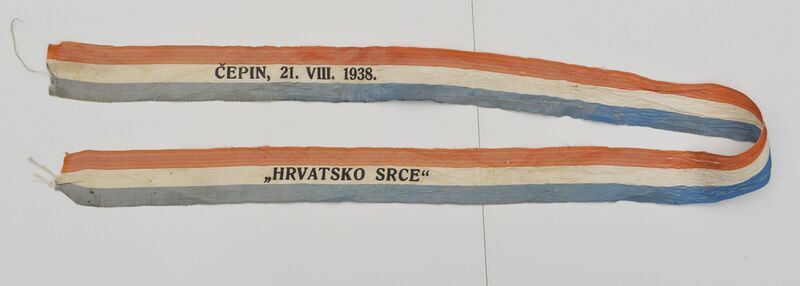 ČEPIN, 21. VIII. 1938.
„HRVATSKO SRCE“